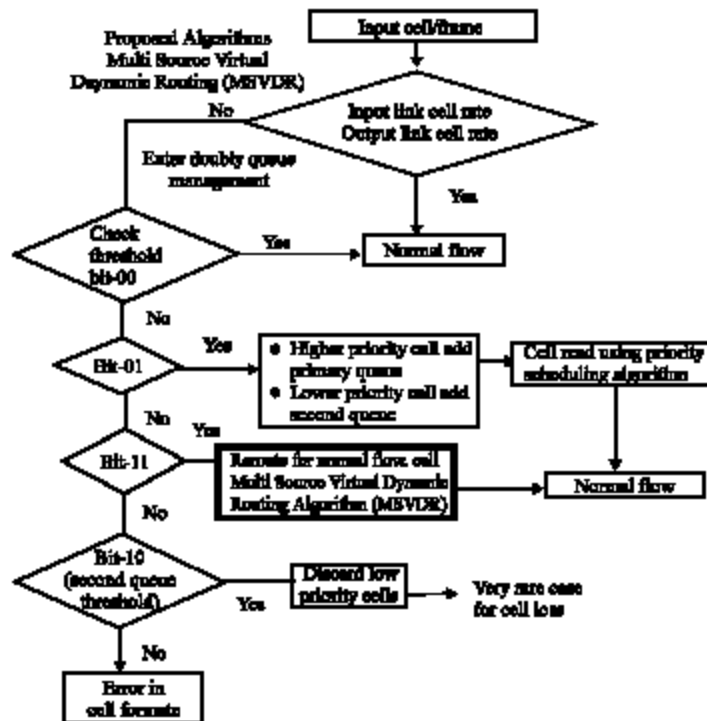 Input cell/frame
Proposed Algorithms
Multi Source Virtual
Daynamic Routing (MSVDR)
No
Input link cell rate
Output link cell rate
Enter doubly queue
management
Yes
Check
threshold
bit-00
Yes
Normal flow
No
Bit-01
Yes
● Higher priority call add
primary queue
● Lower priority call add
second queue
Cell read using priority
scheduling algorithm
No
Yes
Bit-11
Reroute for normal flow cell
Multi Source Virtual Dynamic
Routing Algorithm (MSVDR)
Normal flow
No
Bit-10
(second queue
threshold)
Yes
Discard low
priority cells
Very rare case
for cell loss
No
Error in
cell formate